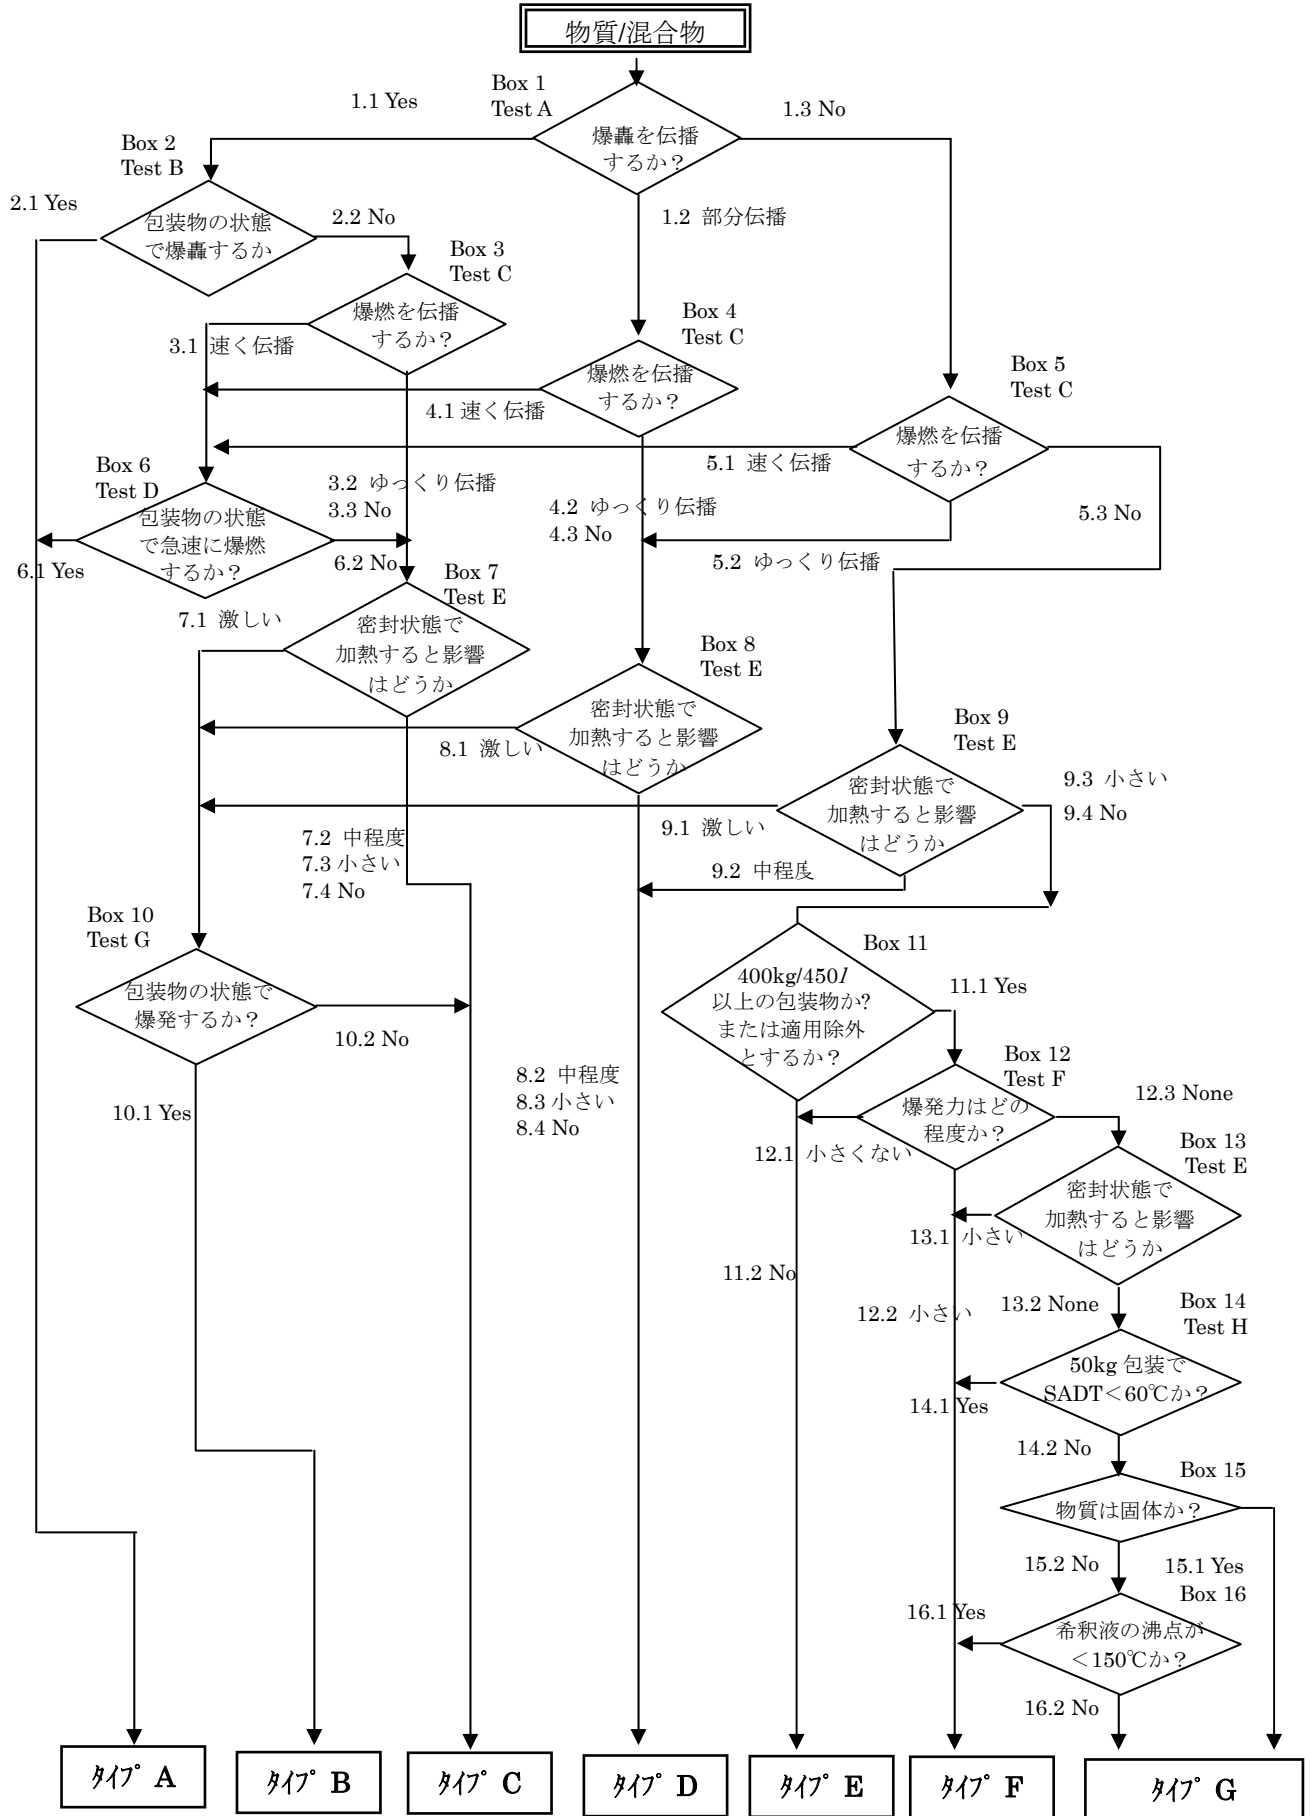 物質/混合物
Box 1
Test A
1.1 Yes
1.3 No
爆轟を伝播
するか？
Box 2
Test B
2.1 Yes
2.2 No
1.2 部分伝播
包装物の状態
で爆轟するか
Box 3
Test C
爆燃を伝播
するか？
3.1 速く伝播
Box 4
Test C
爆燃を伝播
するか？
4.1 速く伝播
Box 5
Test C
爆燃を伝播
するか？
5.1 速く伝播
Box 6
Test D
3.2 ゆっくり伝播
3.3 No
4.2 ゆっくり伝播
4.3 No
5.3 No
包装物の状態
で急速に爆燃
するか？
6.1 Yes
6.2 No
5.2 ゆっくり伝播
Box 7
Test E
7.1 激しい
密封状態で
加熱すると影響
はどうか
Box 8
Test E
密封状態で
加熱すると影響
はどうか
8.1 激しい
Box 9
Test E
密封状態で
加熱すると影響
はどうか
9.3 小さい
9.4 No
9.1 激しい
7.2 中程度
7.3 小さい
7.4 No
9.2 中程度
Box 10
Test G
包装物の状態で
爆発するか？
10.2 No
10.1 Yes
Box 11
400kg/450l
以上の包装物か?
または適用除外
とするか？
11.1 Yes
8.2 中程度
8.3 小さい
8.4 No
Box 12
Test F
爆発力はどの
程度か？
12.3 None
12.1 小さくない
Box 13
Test E
密封状態で
加熱すると影響
はどうか
13.1 小さい
11.2 No
12.2 小さい
13.2 None
Box 14
Test H
50kg 包装で
SADT＜60℃か？
14.1 Yes
14.2 No
Box 15
物質は固体か？
15.2 No
15.1 Yes
Box 16
16.1 Yes
希釈液の沸点が
＜150℃か？
16.2 No
ﾀｲﾌﾟ A
ﾀｲﾌﾟ B
ﾀｲﾌﾟ C
ﾀｲﾌﾟ D
ﾀｲﾌﾟ E
ﾀｲﾌﾟ F
ﾀｲﾌﾟ G